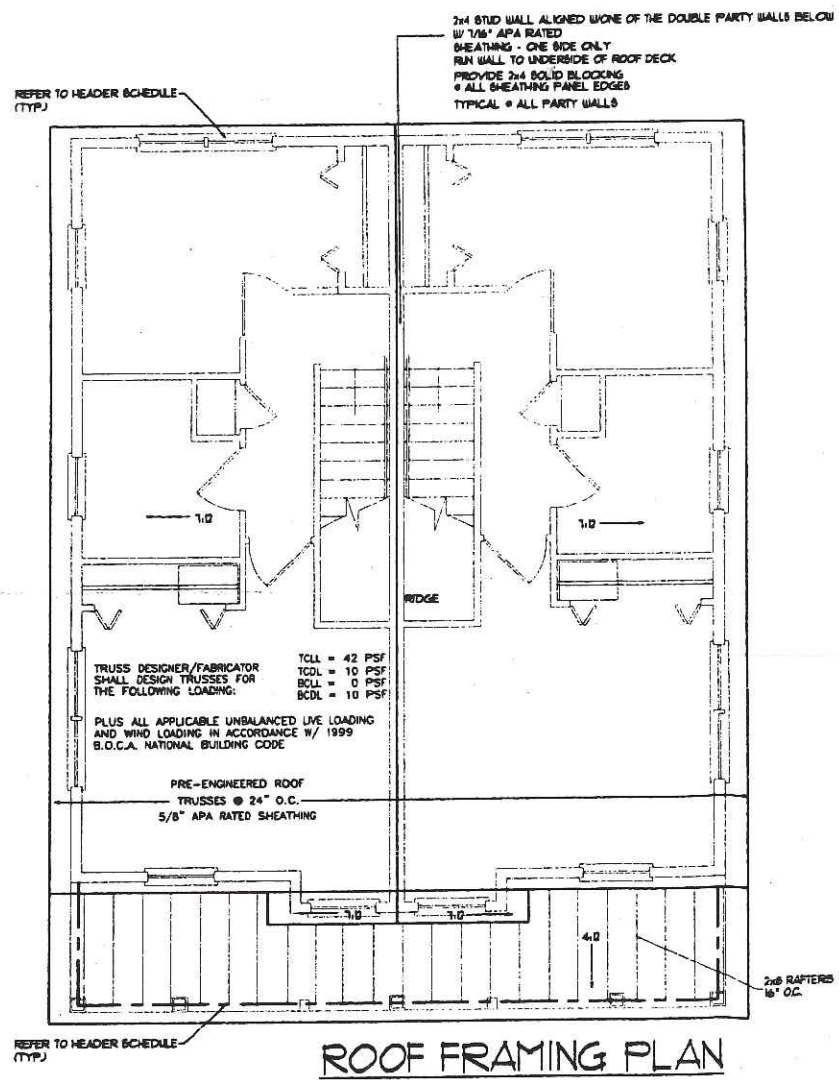 2x4 STUD WALL ALIGNED W/ONE OF THE DOUBLE PARTY WALLS BELOW
W/ 7/16" APA RATED
SHEATHING - ONE SIDE ONLY
RUN WALL TO UNDERSIDE OF ROOF DECK
PROVIDE 2x4 SOLID BLOCKING
@ ALL SHEATHING PANEL EDGES
TYPICAL @ ALL PARTY WALLS
REFER TO HEADER SCHEDULE
(TYP.)
7:12
7:12
RIDGE
TRUSS DESIGNER/FABRICATOR
SHALL DESIGN TRUSSES FOR
THE FOLLOWING LOADING:
TCLL = 42 PSF
TCDL = 10 PSF
BCLL = 0 PSF
BCDL = 10 PSF
PLUS ALL APPLICABLE UNBALANCED LIVE LOADING
AND WIND LOADING IN ACCORDANCE W/ 1999
B.O.C.A. NATIONAL BUILDING CODE
PRE-ENGINEERED ROOF
TRUSSES @ 24" O.C.
5/8" APA RATED SHEATHING
7:12
7:12
4:12
2x8 RAFTERS
16" O.C.
REFER TO HEADER SCHEDULE
(TYP.)
ROOF FRAMING PLAN